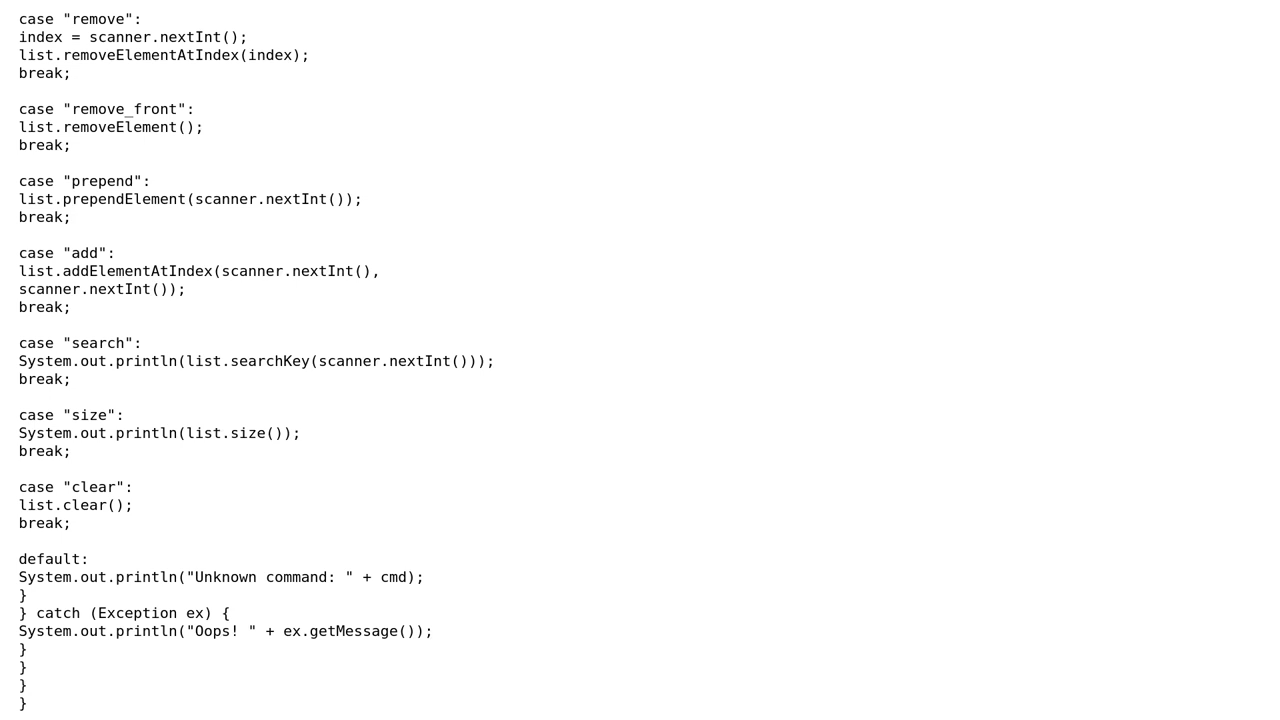 case "remove":
index = scanner.nextInt();
list.removeElementAtIndex(index);
break;

case "remove_front":
list.removeElement();
break;

case "prepend":
list.prependElement(scanner.nextInt());
break;

case "add":
list.addElementAtIndex(scanner.nextInt(),
scanner.nextInt());
break;

case "search":
System.out.println(list.searchKey(scanner.nextInt()));
break;

case "size":
System.out.println(list.size());
break;

case "clear":
list.clear();
break;

default:
System.out.println("Unknown command: " + cmd);
}
} catch (Exception ex) {
System.out.println("Oops! " + ex.getMessage());
}
}
}
}